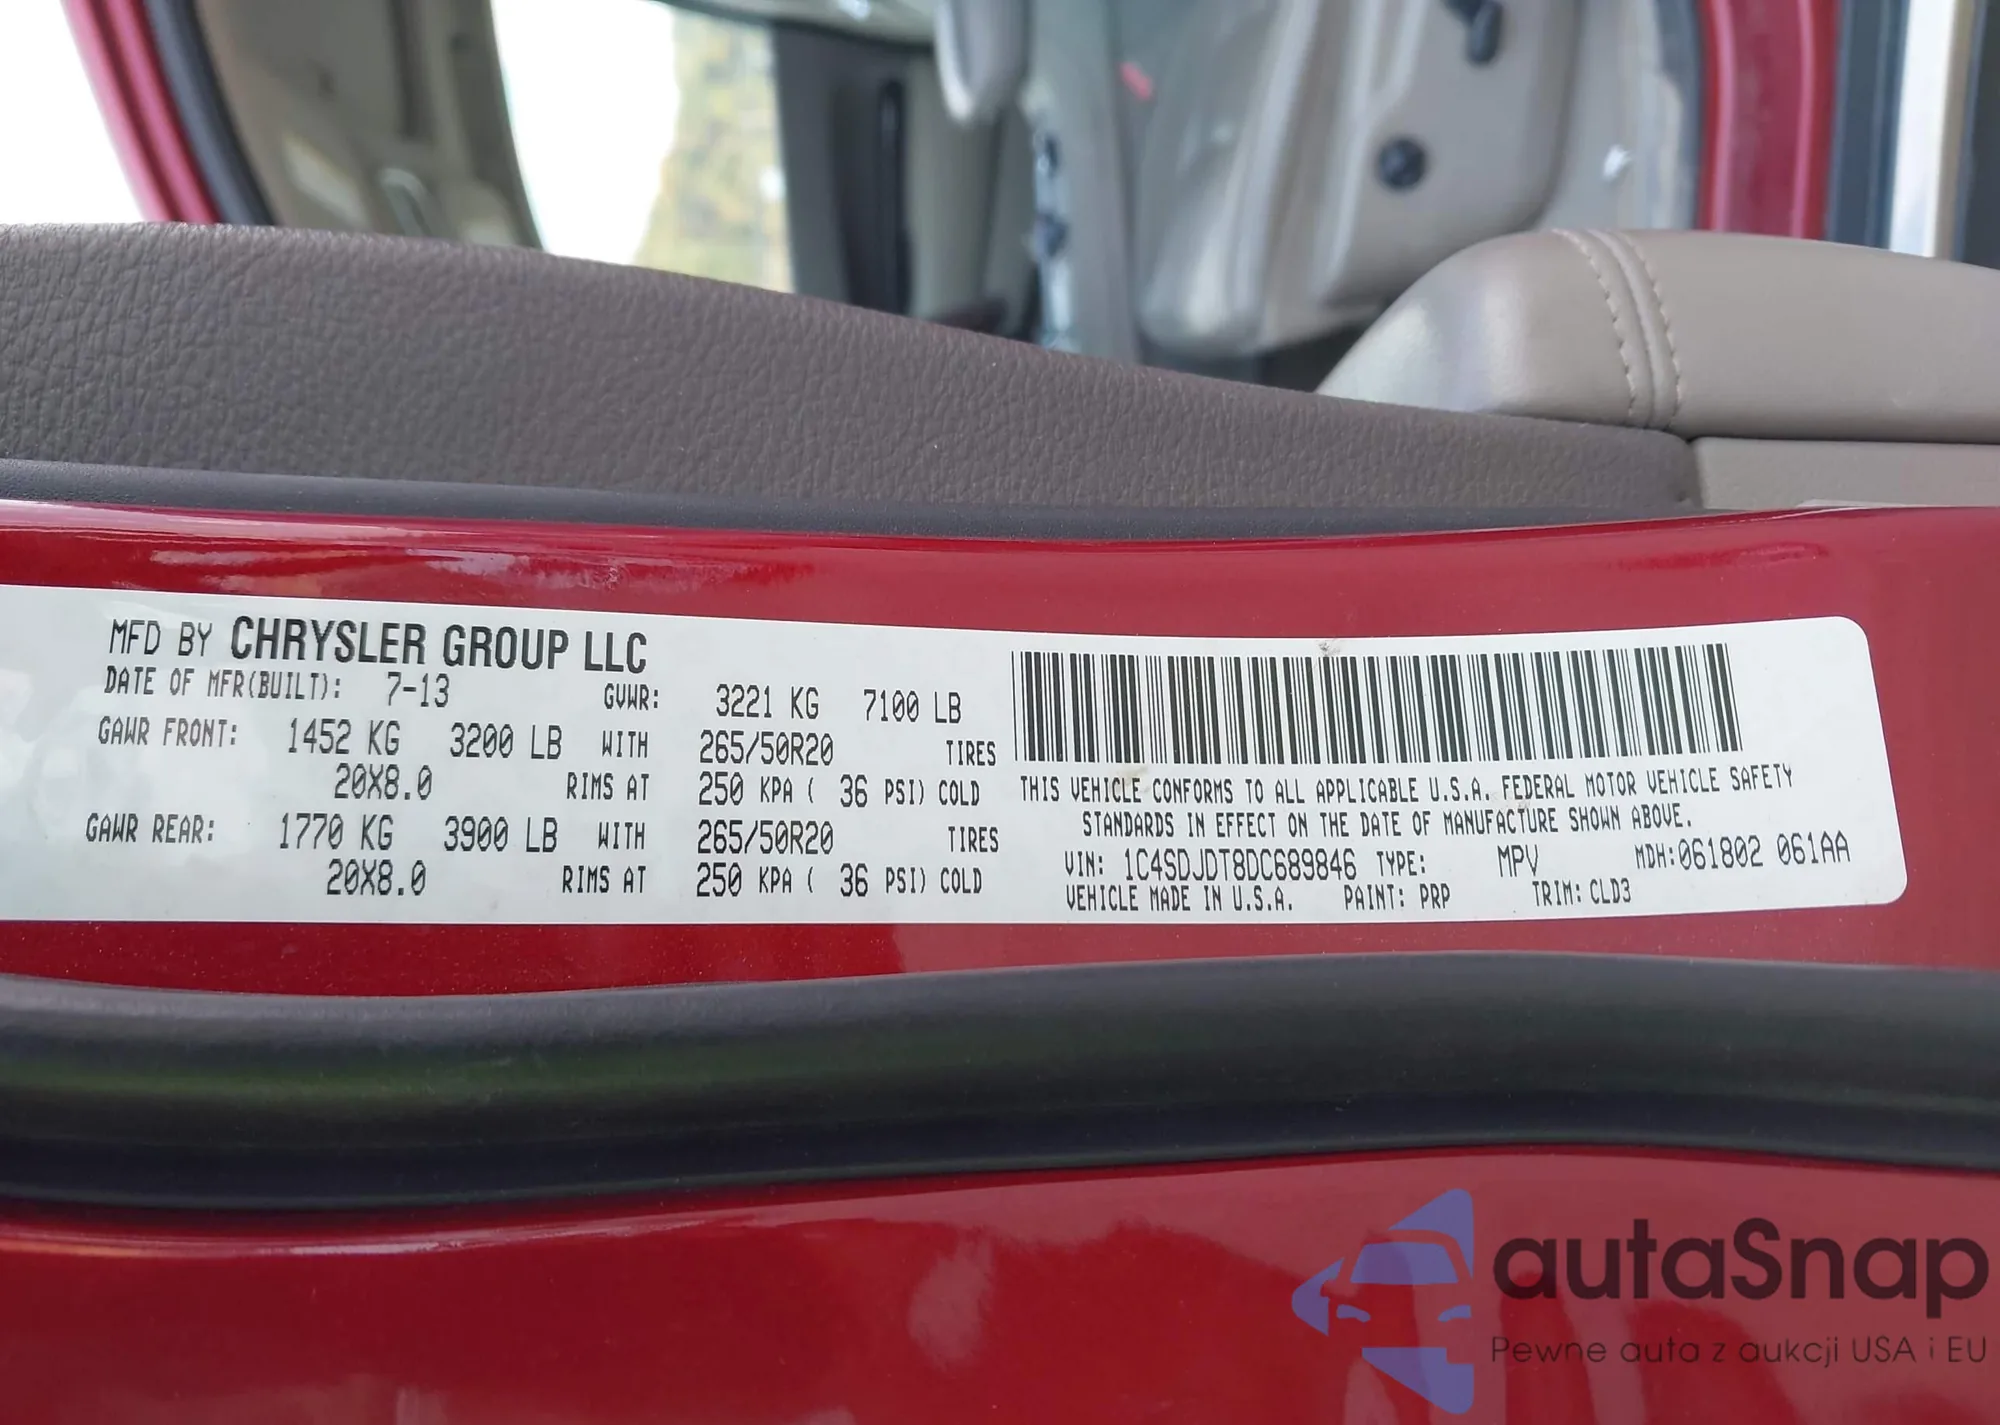 MFD BY CHRYSLER GROUP LLC
DATE OF MFR(BUILT): 7-13 GVWR: 3221 KG 7100 LB
GAWR FRONT: 1452 KG 3200 LB WITH 265/50R20 TIRES
20X8.0 RIMS AT 250 KPA ( 36 PSI) COLD
GAWR REAR: 1770 KG 3900 LB WITH 265/50R20 TIRES
20X8.0 RIMS AT 250 KPA ( 36 PSI) COLD
THIS VEHICLE CONFORMS TO ALL APPLICABLE U.S.A. FEDERAL MOTOR VEHICLE SAFETY
STANDARDS IN EFFECT ON THE DATE OF MANUFACTURE SHOWN ABOVE.
VIN: 1C4SDJDT8DC689846 TYPE: MPV MDH:061802 061AA
VEHICLE MADE IN U.S.A. PAINT: PRP TRIM: CLD3
autaSnap
Pewne auta z aukcji USA i EU